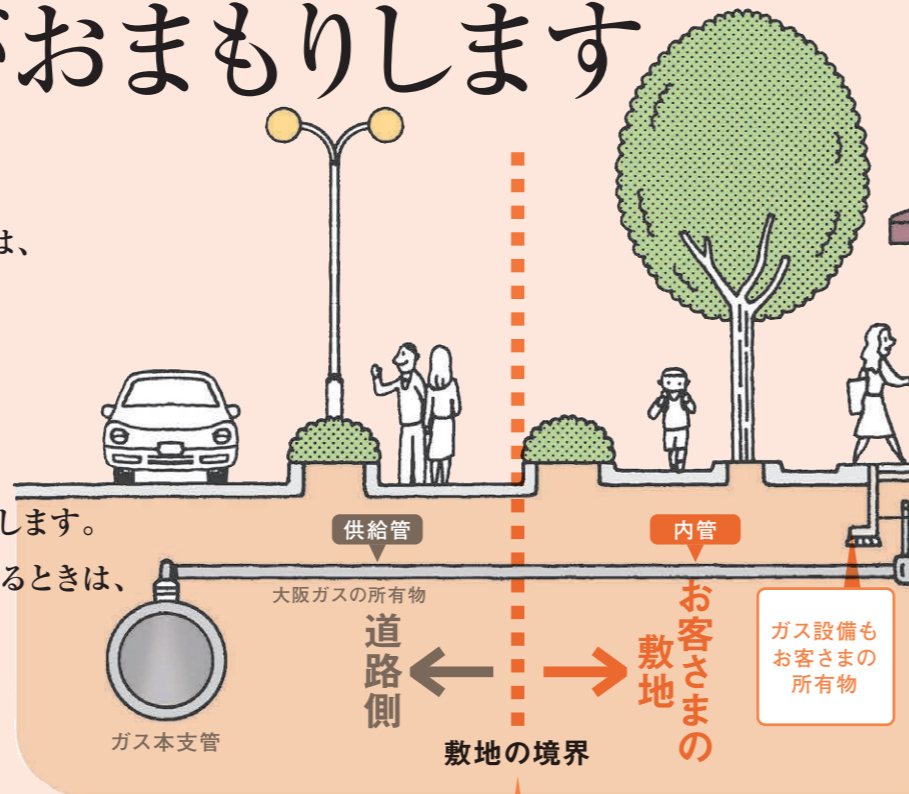 がおまもりします
は、
します。
るときは、
供給管
大阪ガスの所有物
道路側
ガス本支管
敷地の境界
内管
お客さまの
敷地
ガス設備も
お客さまの
所有物